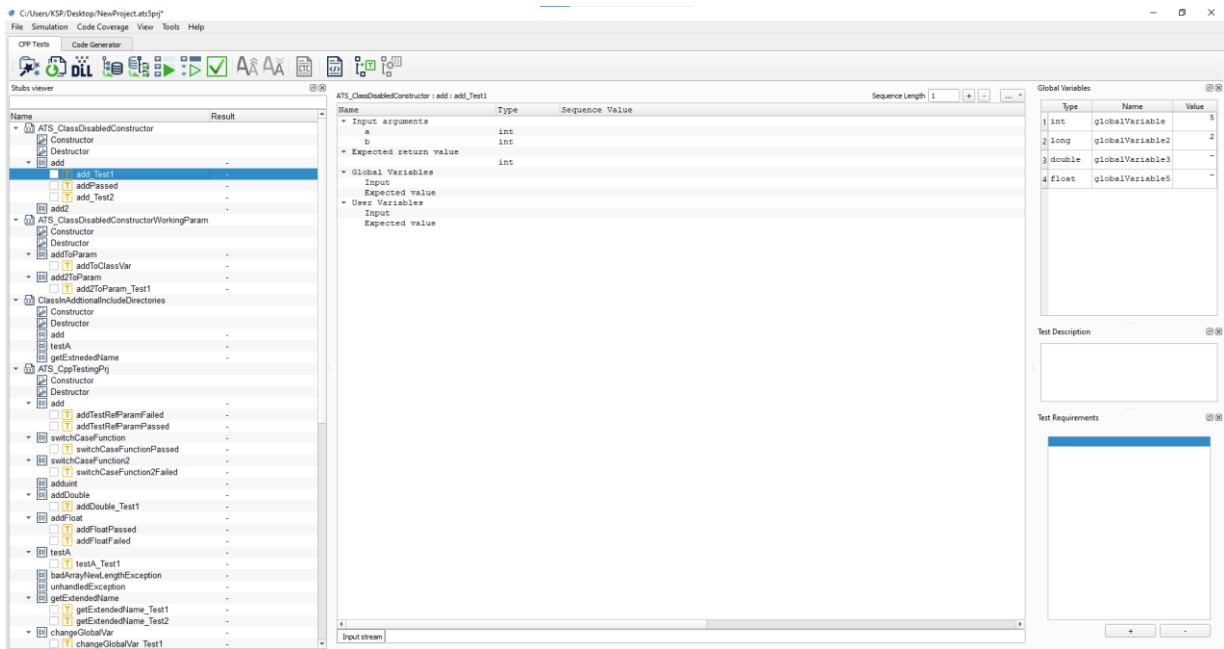 C:/Users/KSP/Desktop/NewProject.ats5prj*
File Simulation Code Coverage View Tools Help
CPP Tests Code Generator
DLL
CTC
Stubs viewer
Name Result
ATS_ClassDisabledConstructor
Constructor
Destructor
add -
add_Test1 -
addPassed -
add_Test2 -
add2 -
ATS_ClassDisabledConstructorWorkingParam
Constructor
Destructor
addToParam -
addToClassVar -
add2ToParam -
add2ToParam_Test1 -
ClassInAddtionalIncludeDirectories
Constructor
Destructor
add -
testA -
getExtnededName -
ATS_CppTestingPrj
Constructor
Destructor
add -
addTestRefParamFailed -
addTestRefParamPassed -
switchCaseFunction -
switchCaseFunctionPassed -
switchCaseFunction2 -
switchCaseFunction2Failed -
adduint -
addDouble -
addDouble_Test1 -
addFloat -
addFloatPassed -
addFloatFailed -
testA -
testA_Test1 -
badArrayNewLengthException -
unhandledException -
getExtendedName -
getExtendedName_Test1 -
getExtendedName_Test2 -
changeGlobalVar -
changeGlobalVar_Test1 -
ATS_ClassDisabledConstructor : add : add_Test1 Sequence Length 1 + - ...
Name Type Sequence Value
Input arguments
a int
b int
Expected return value
int
Global Variables
Input
Expected value
User Variables
Input
Expected value
Input stream
Global Variables
Type Name Value
1 int globalVariable 5
2 long globalVariable2 2
3 double globalVariable3 -
4 float globalVariable5 -
Test Description
Test Requirements
+ -